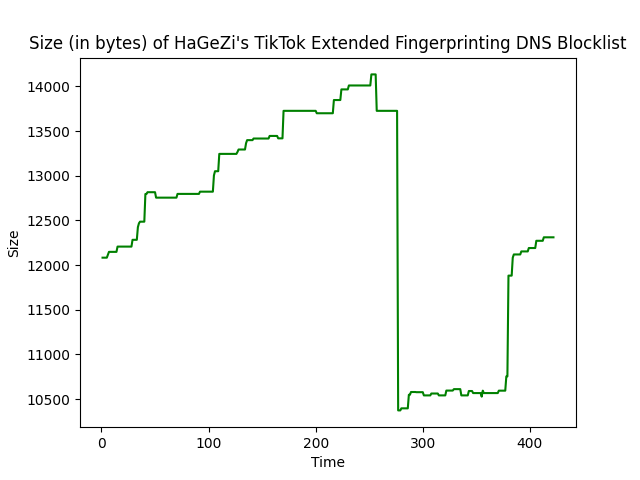 Size (in bytes) of HaGeZi's TikTok Extended Fingerprinting DNS Blocklist
14000
13500
13000
12500
12000
11500
11000
10500
Size
0 100 200 300 400
Time